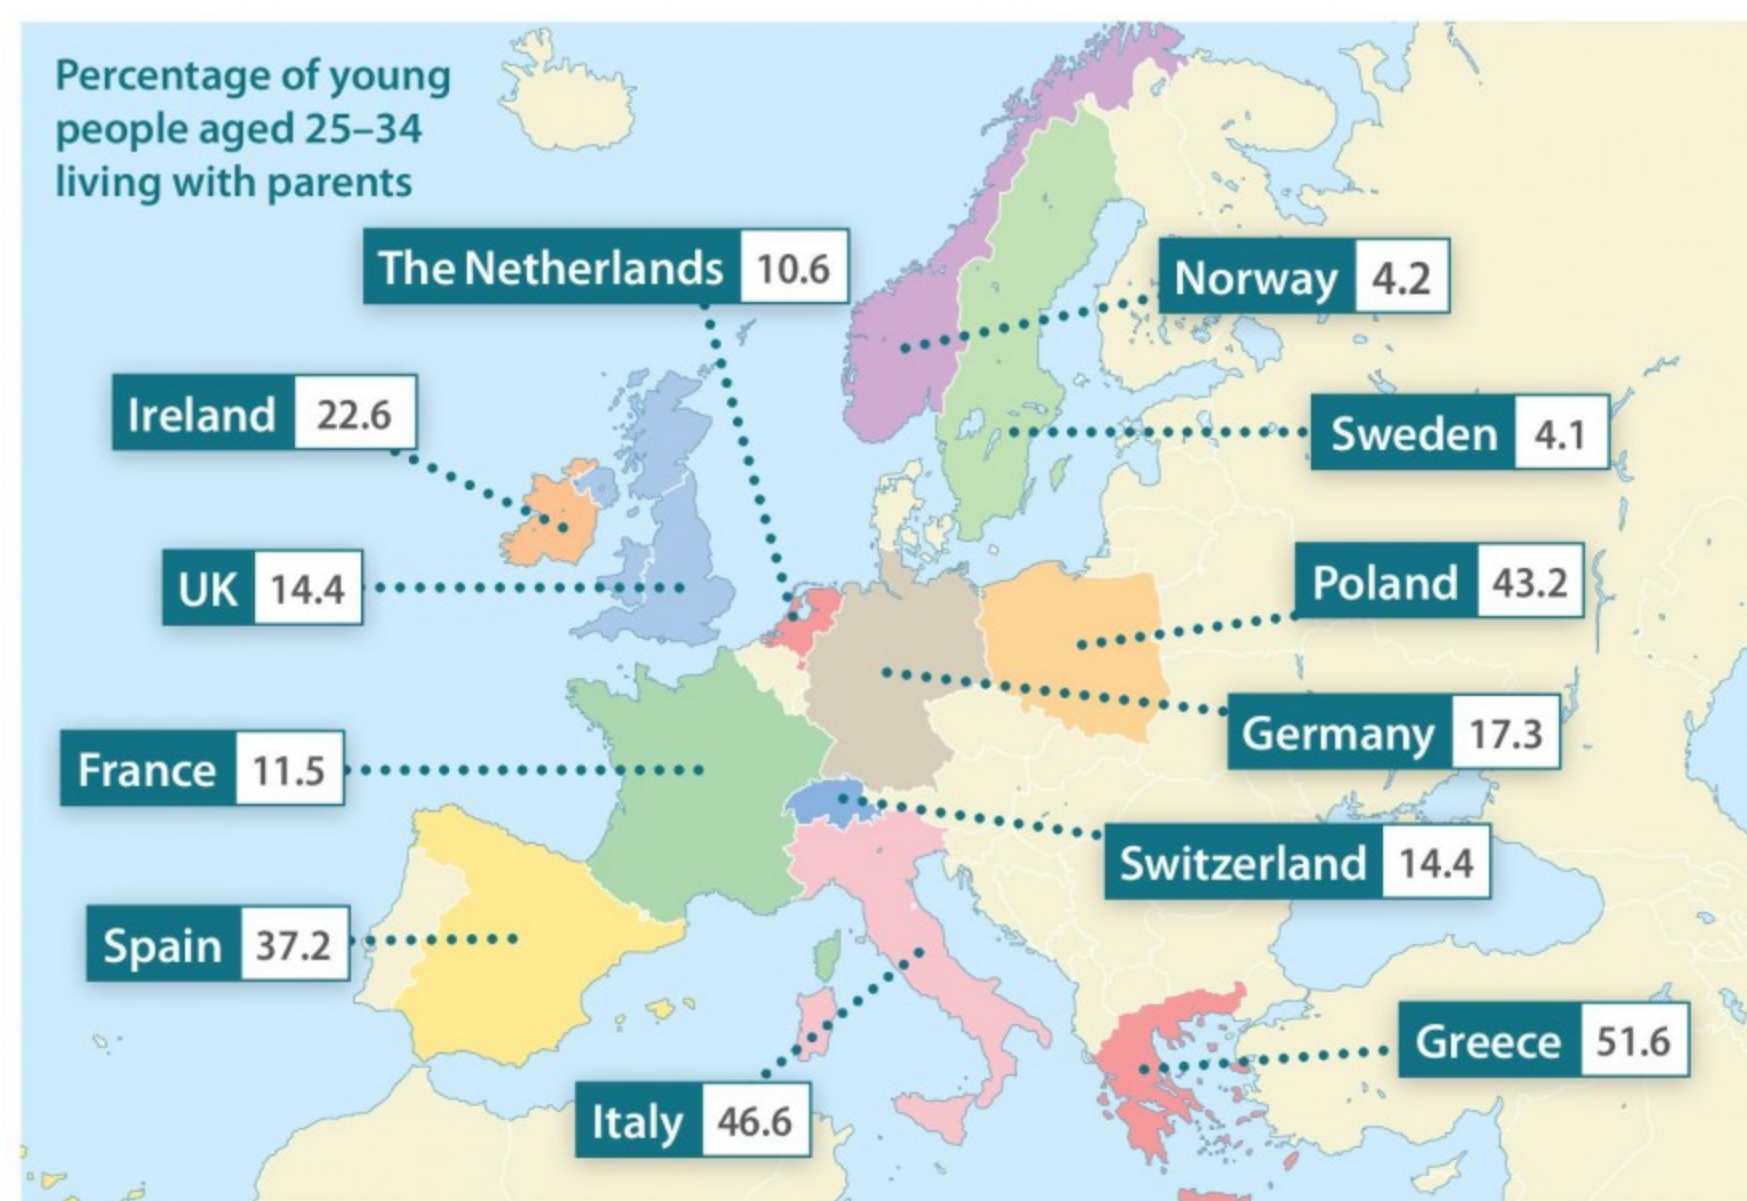 Percentage of young
people aged 25–34
living with parents
The Netherlands 10.6
Norway 4.2
Ireland 22.6
Sweden 4.1
UK 14.4
Poland 43.2
Germany 17.3
France 11.5
Switzerland 14.4
Spain 37.2
Greece 51.6
Italy 46.6